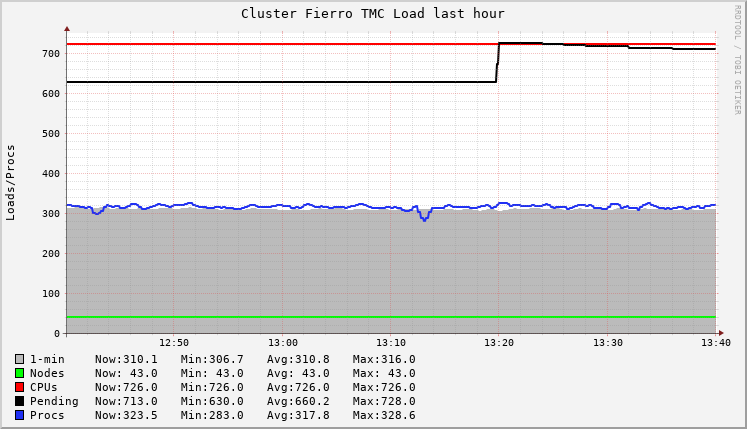 Cluster Fierro TMC Load last hour
RRDTOOL / TOBI OETIKER
Loads/Procs
700
600
500
400
300
200
100
0
12:50 13:00 13:10 13:20 13:30 13:40
1-min Now:310.1 Min:306.7 Avg:310.8 Max:316.0
Nodes Now: 43.0 Min: 43.0 Avg: 43.0 Max: 43.0
CPUs Now:726.0 Min:726.0 Avg:726.0 Max:726.0
Pending Now:713.0 Min:630.0 Avg:660.2 Max:728.0
Procs Now:323.5 Min:283.0 Avg:317.8 Max:328.6